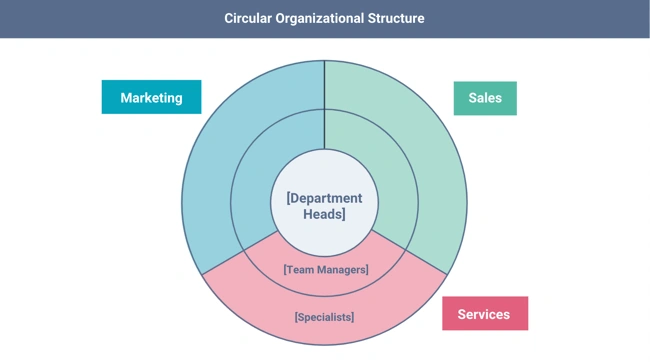 Circular Organizational Structure
Marketing
Sales
[Department
Heads]
[Team Managers]
[Specialists]
Services